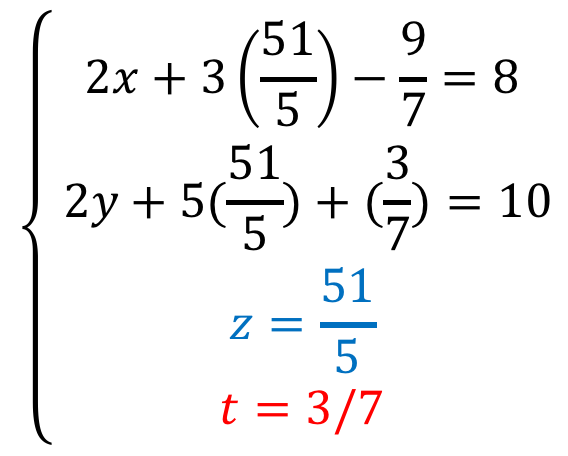 2x + 3(51/5) − 9/7 = 8
2y + 5(51/5) + (3/7) = 10
z = 51/5
t = 3/7